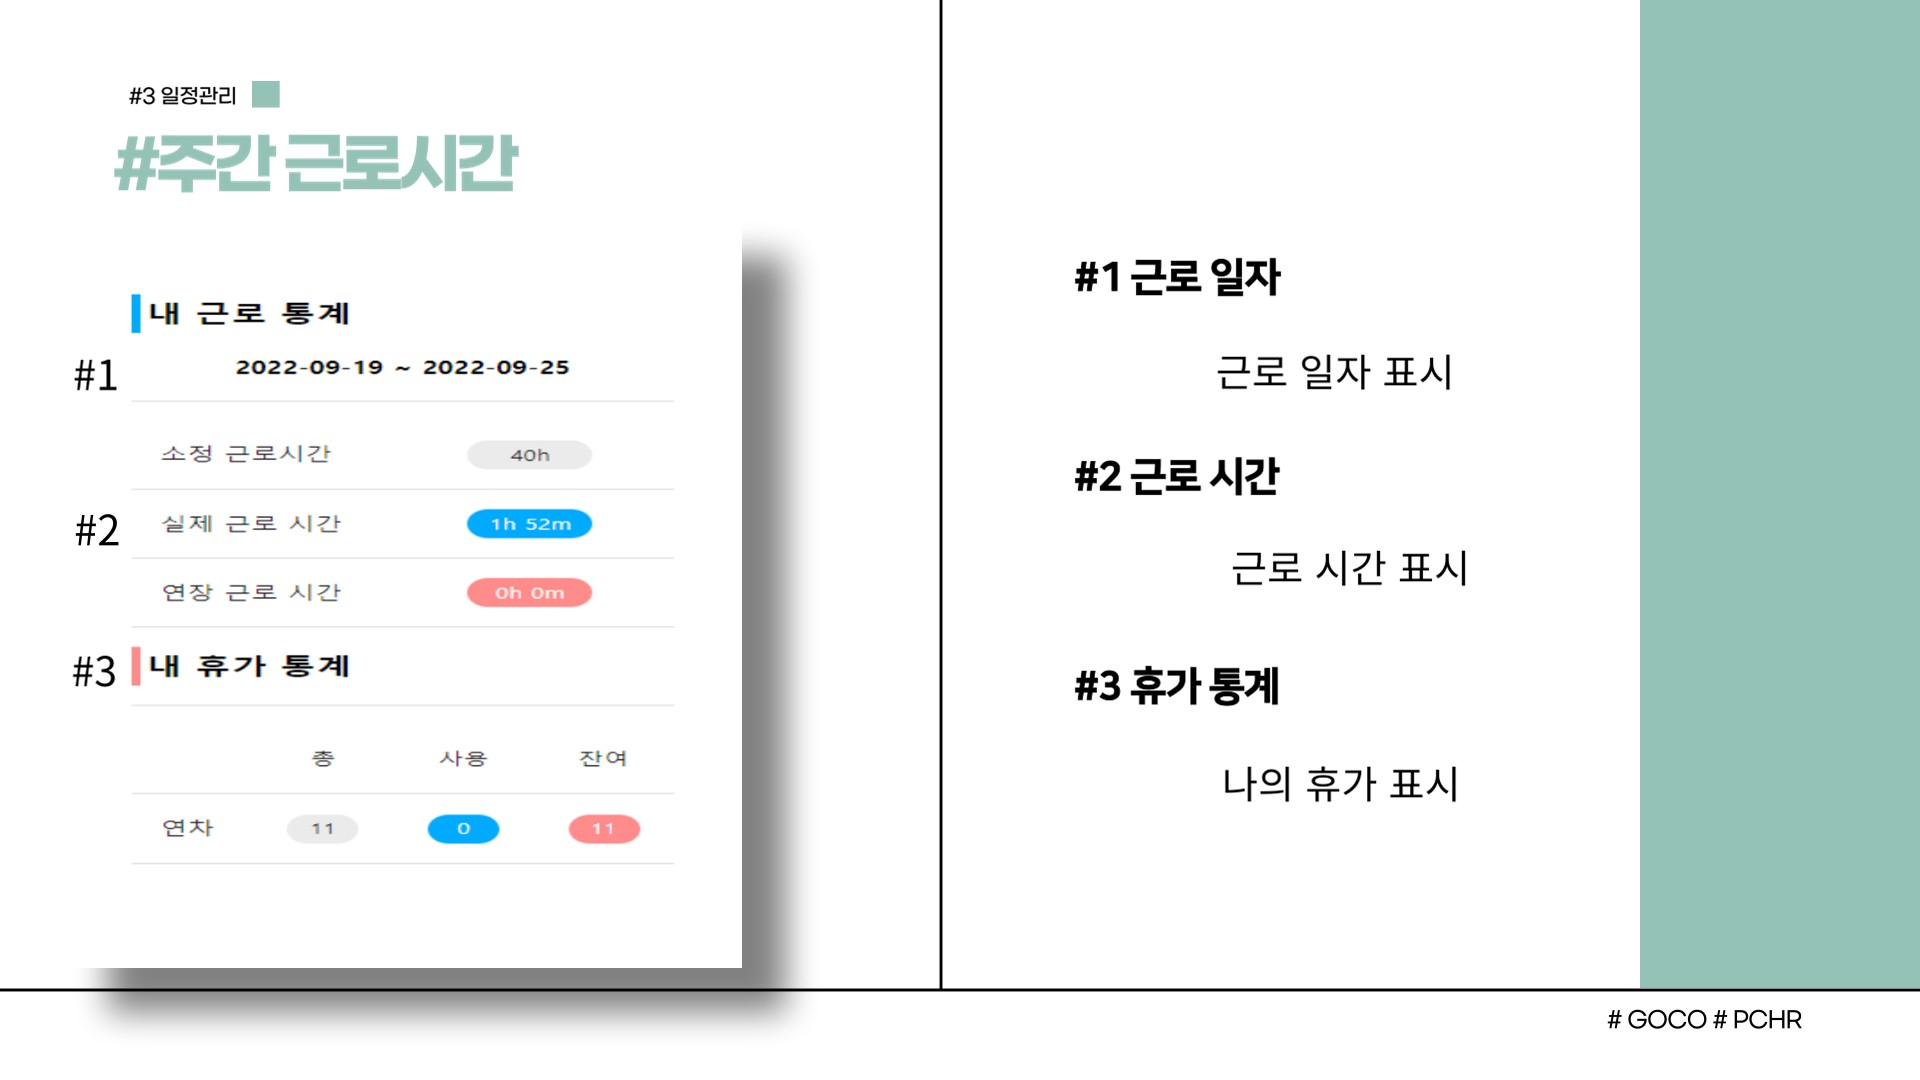 #3 일정관리
#주간 근로시간
내 근로 통계
#1
2022-09-19 ~ 2022-09-25
소정 근로시간 40h
#2
실제 근로 시간 1h 52m
연장 근로 시간 0h 0m
#3
내 휴가 통계
총 사용 잔여
연차 11 0 11
#1 근로 일자
근로 일자 표시
#2 근로 시간
근로 시간 표시
#3 휴가 통계
나의 휴가 표시
# GOCO # PCHR